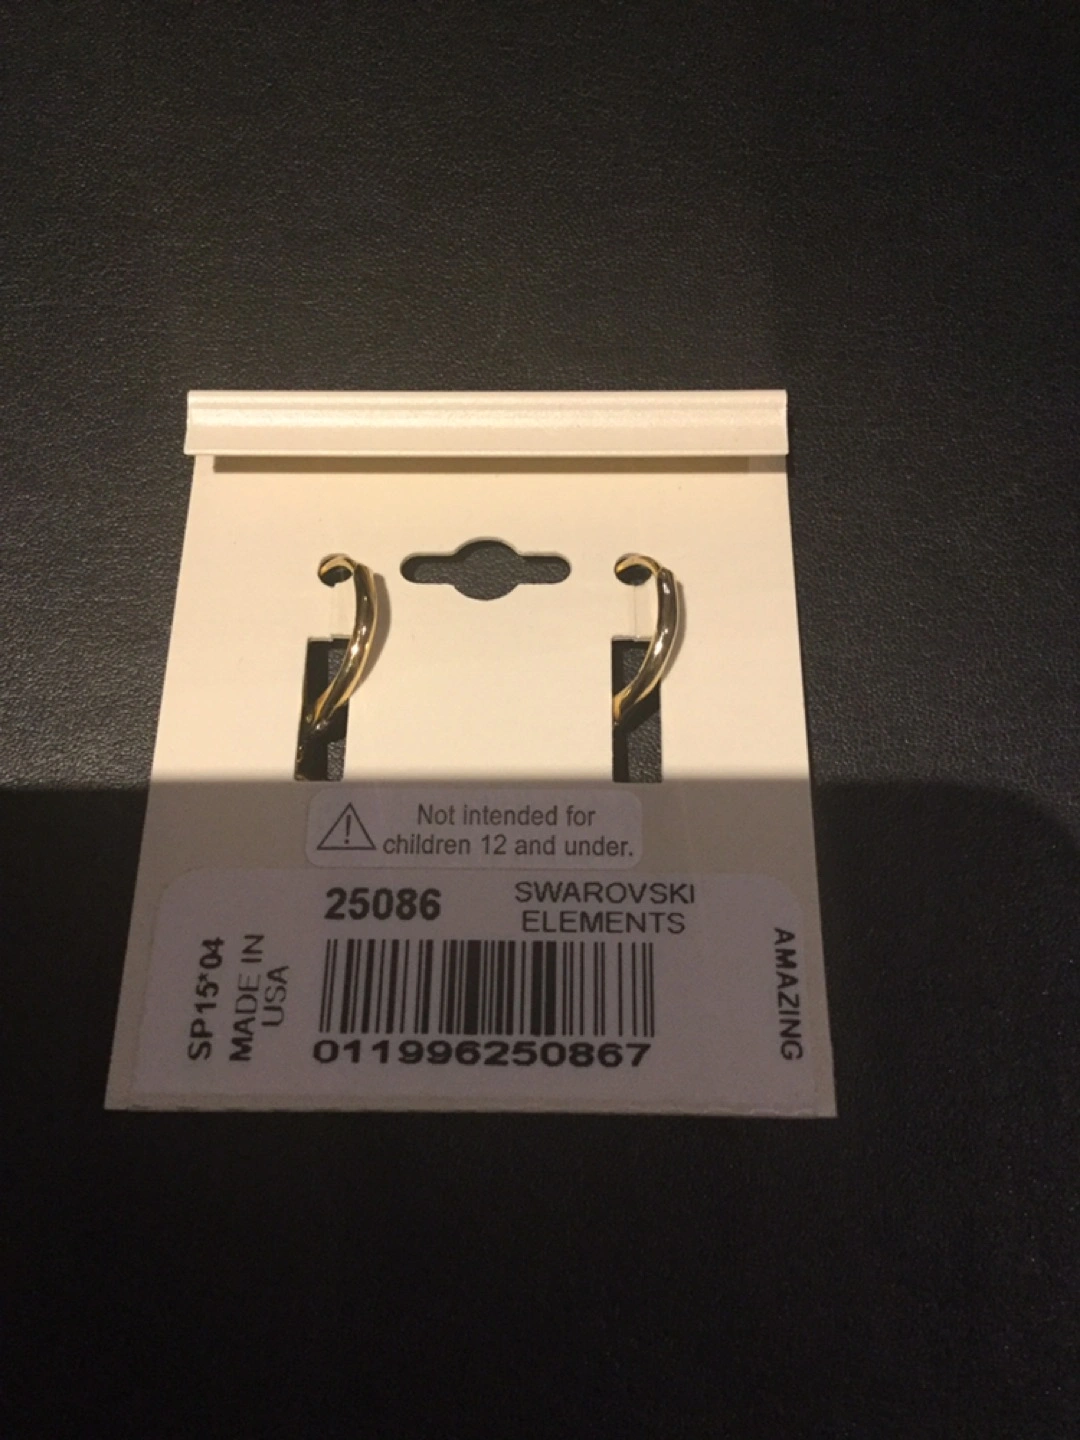 Not intended for
children 12 and under.
25086
SWAROVSKI
ELEMENTS
SP15*04
MADE IN
USA
011996250867
AMAZING